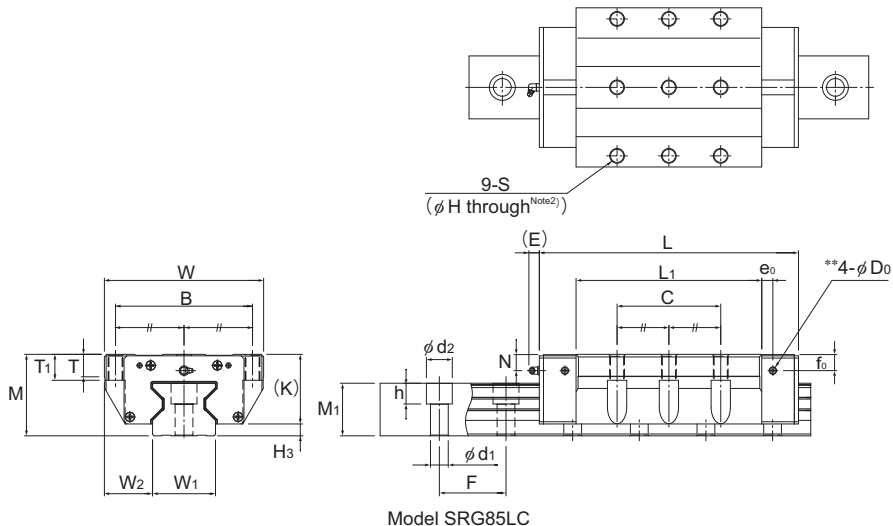 9-S
(φH through Note2))
(E)
L
L1
e0
**4-φD0
C
N
f0
W
B
T1
T
M
(K)
H3
W2
W1
φd2
h
M1
φd1
F
Model SRG85LC